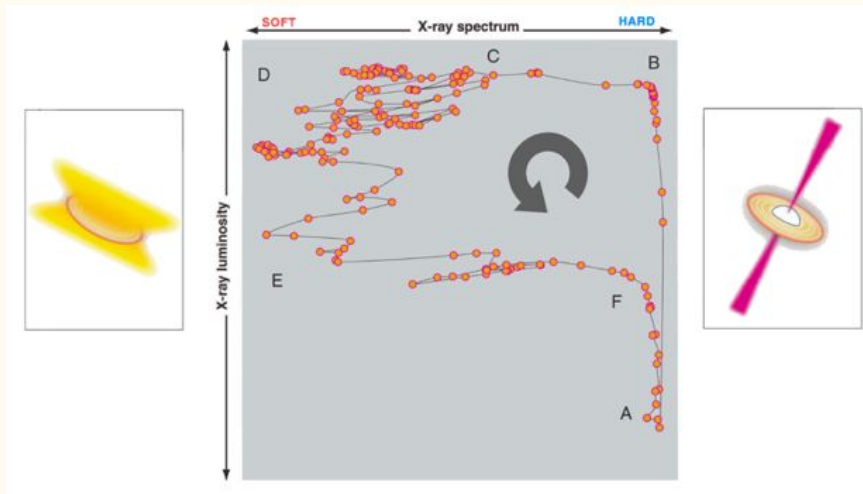 SOFT
X-ray spectrum
HARD
X-ray luminosity
D
C
B
E
F
A